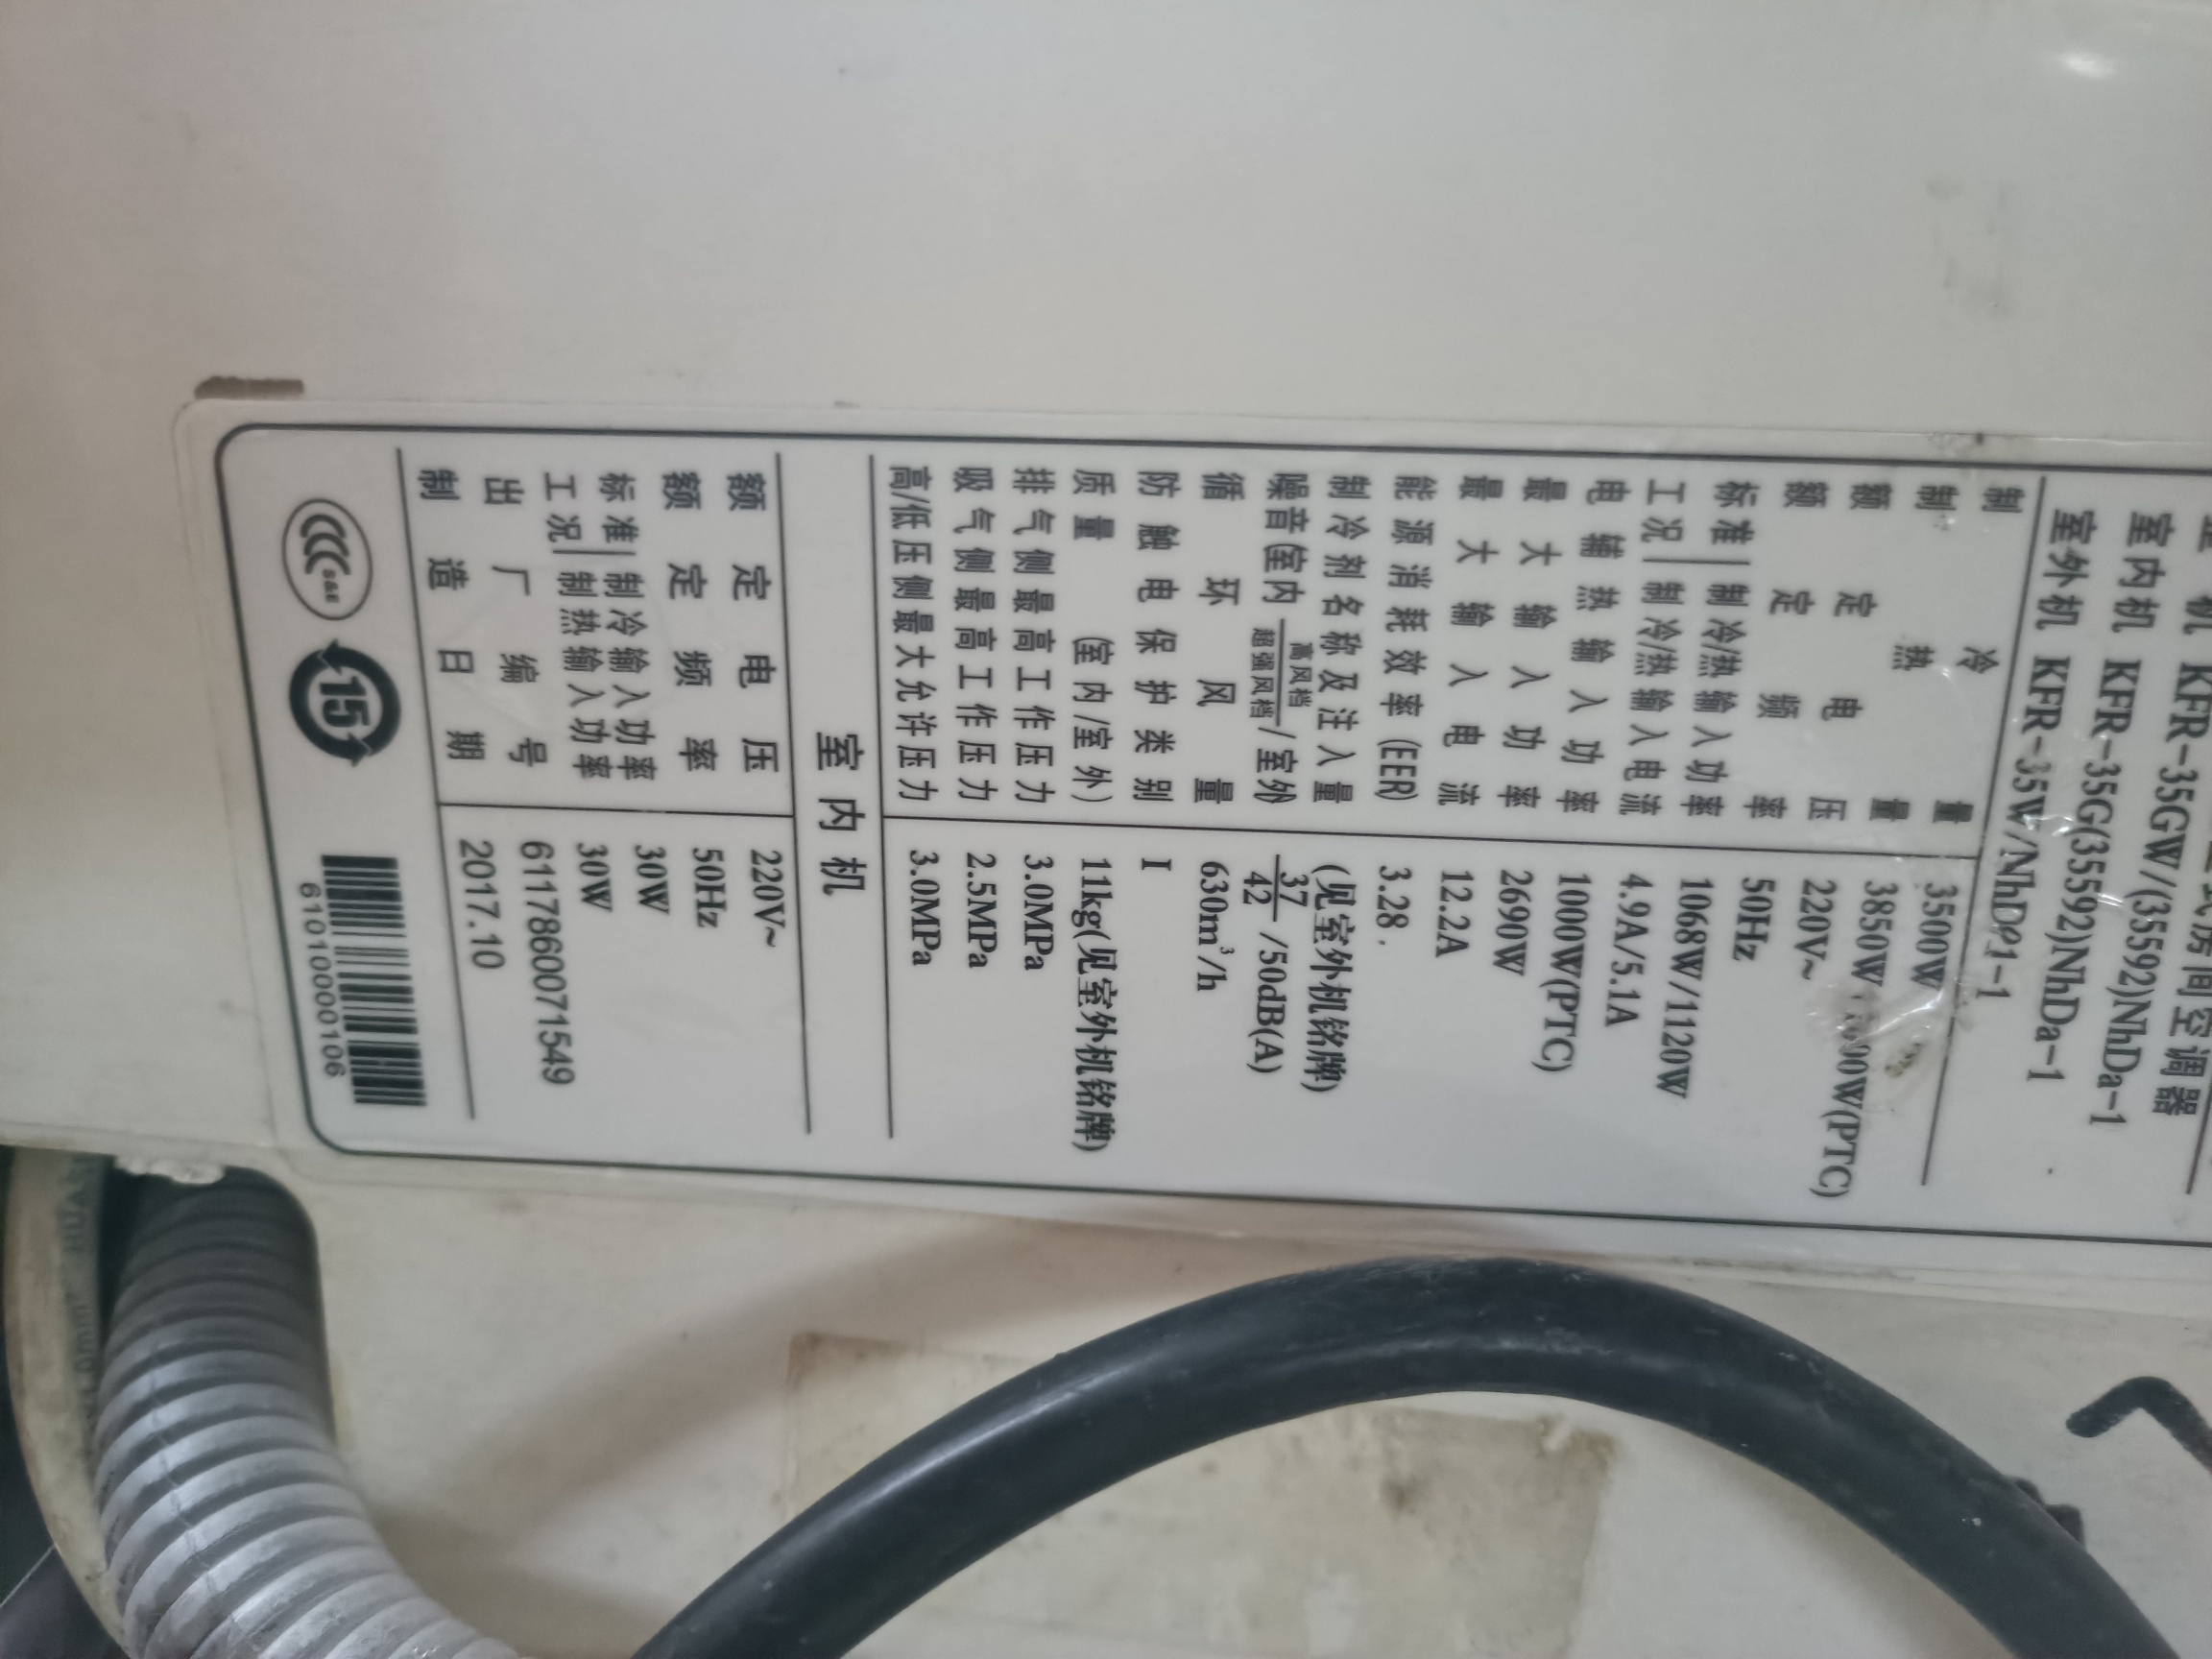 房间空调器
机 KFR-35GW/(35592)NhDa-1
室内机 KFR-35G(35592)NhDa-1
室外机 KFR-35W/NhDP1-1
制冷量 3500W
制热量 3850W 00W(PTC)
额定电压 220V~
额定频率 50Hz
标准 制冷/热输入功率 1068W/1120W
工况 制冷/热输入电流 4.9A/5.1A
电辅热输入功率 1000W(PTC)
最大输入功率 2690W
最大输入电流 12.2A
能源消耗效率(EER) 3.28
制冷剂名称及注入量 (见室外机铭牌)
噪音(室内 高风档/超强风档 /室外) 37/42 /50dB(A)
循环风量 630m³/h
防触电保护类别 I
质量 (室内/室外) 11kg(见室外机铭牌)
排气侧最高工作压力 3.0MPa
吸气侧最高工作压力 2.5MPa
高/低压侧最大允许压力 3.0MPa
室内机
额定电压 220V~
额定频率 50Hz
标准 制冷输入功率 30W
工况 制热输入功率 30W
出厂编号 6117860071549
制造日期 2017.10
CCC S&E 15 6101000106